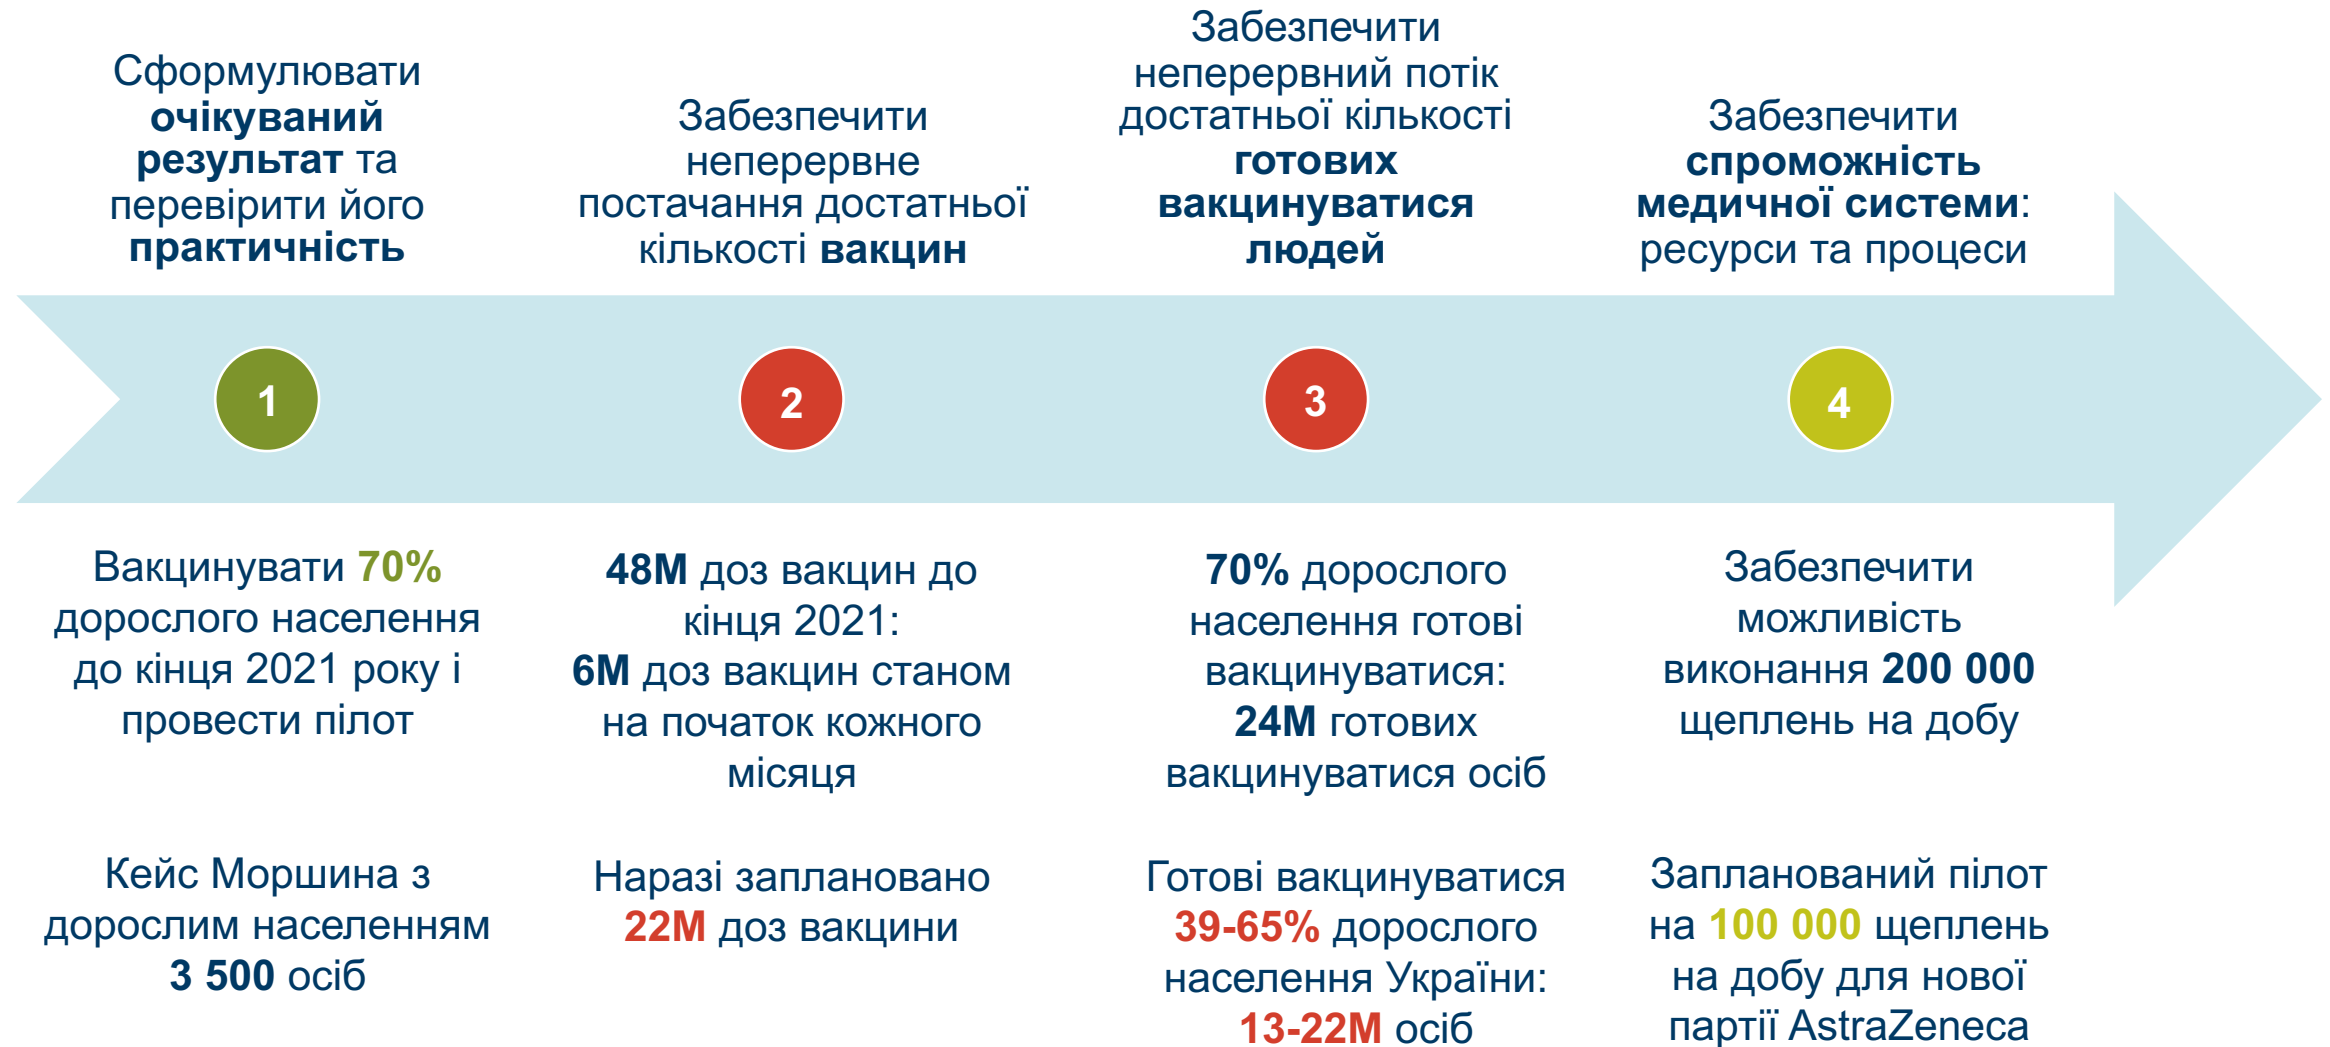 Сформулювати
очікуваний
результат та
перевірити його
практичність
Забезпечити
неперервне
постачання достатньої
кількості вакцин
Забезпечити
неперервний потік
достатньої кількості
готових
вакцинуватися
людей
Забезпечити
спроможність
медичної системи:
ресурси та процеси
1
2
3
4
Вакцинувати 70%
дорослого населення
до кінця 2021 року і
провести пілот
48М доз вакцин до
кінця 2021:
6М доз вакцин станом
на початок кожного
місяця
70% дорослого
населення готові
вакцинуватися:
24М готових
вакцинуватися осіб
Забезпечити
можливість
виконання 200 000
щеплень на добу
Кейс Моршина з
дорослим населенням
3 500 осіб
Наразі заплановано
22М доз вакцини
Готові вакцинуватися
39-65% дорослого
населення України:
13-22М осіб
Запланований пілот
на 100 000 щеплень
на добу для нової
партії AstraZeneca